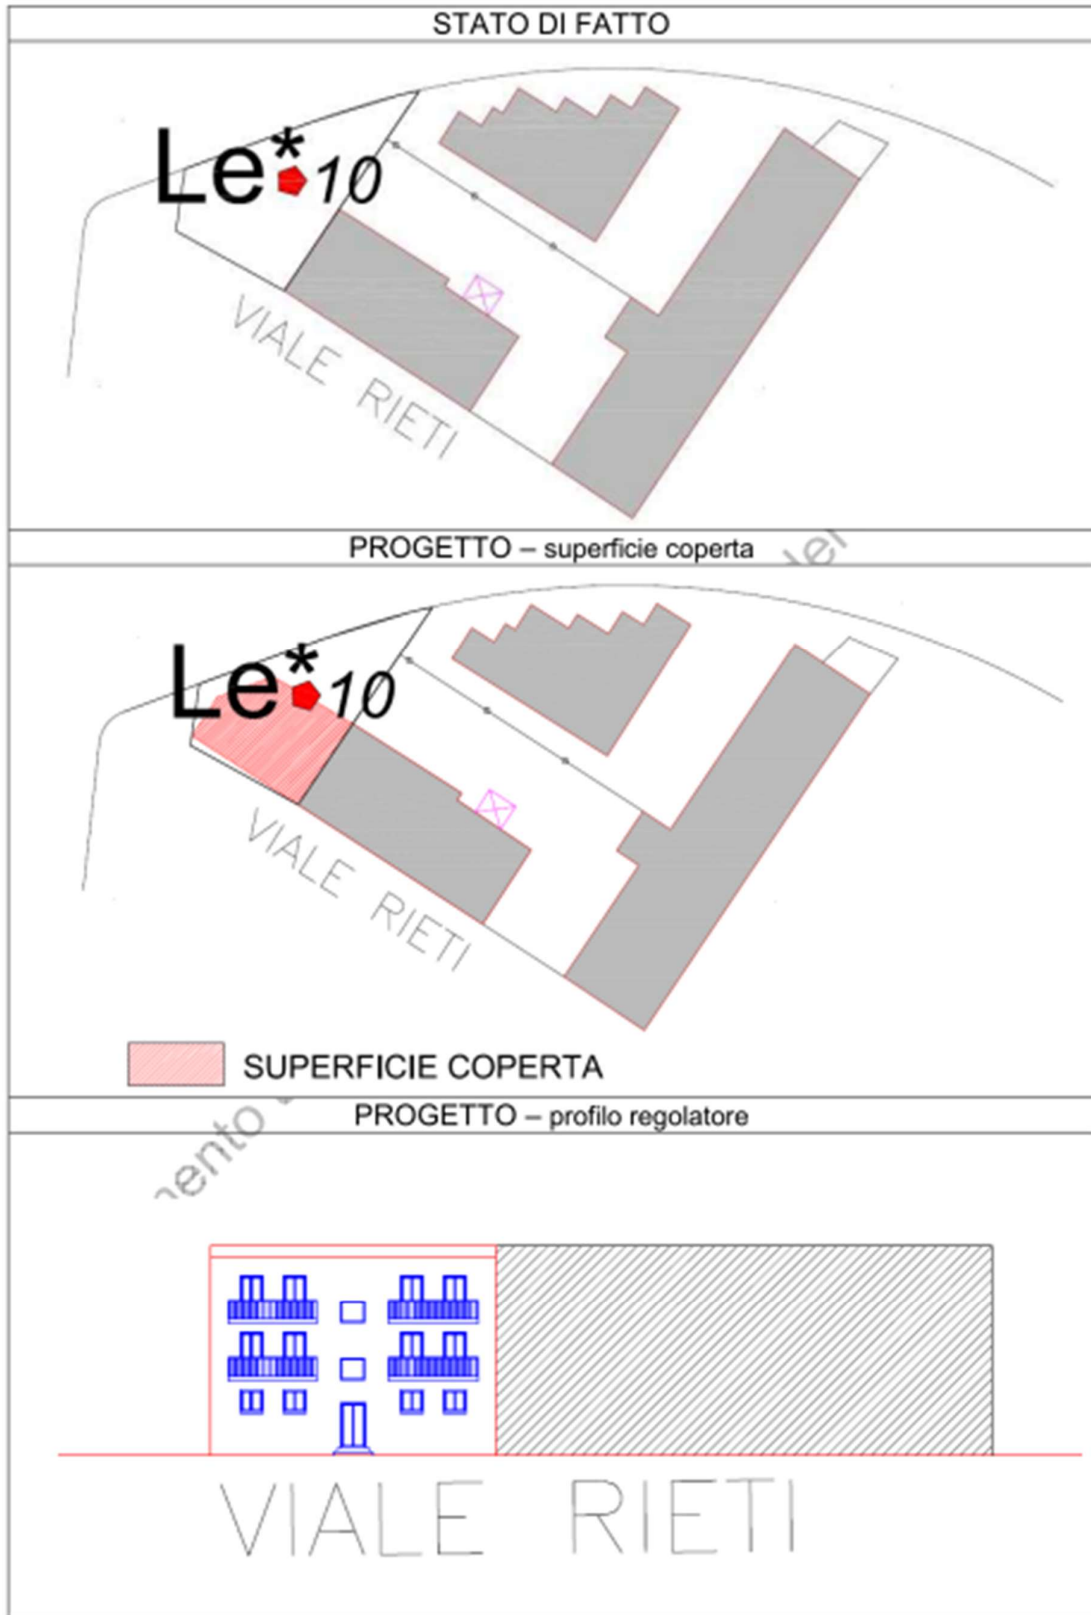 STATO DI FATTO
Le*10
VIALE RIETI
PROGETTO – superficie coperta
Le*10
VIALE RIETI
SUPERFICIE COPERTA
PROGETTO – profilo regolatore
VIALE RIETI